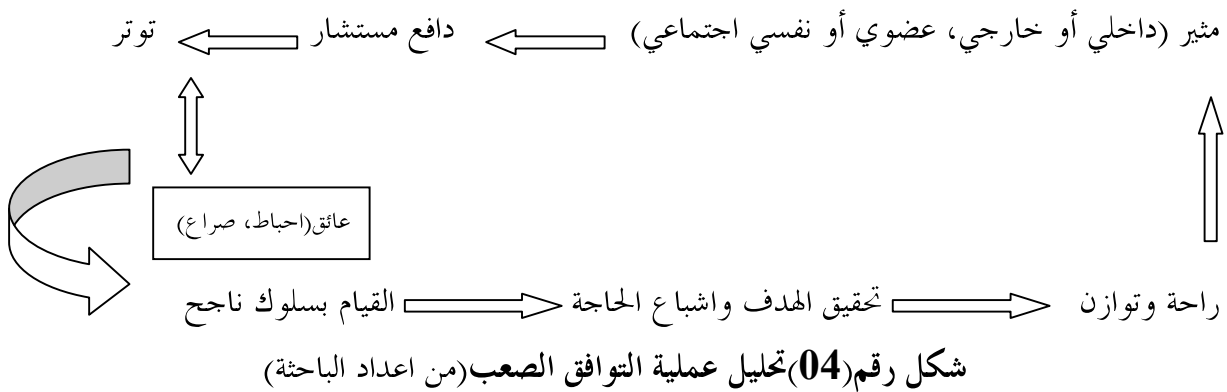 مثير (داخلي أو خارجي، عضوي أو نفسي اجتماعي) دافع مستشار توتر
عائق(احباط، صراع)
راحة وتوازن تحقيق الهدف واشباع الحاجة القيام بسلوك ناجح
شكل رقم(04)تحليل عملية التوافق الصعب(من اعداد الباحثة)